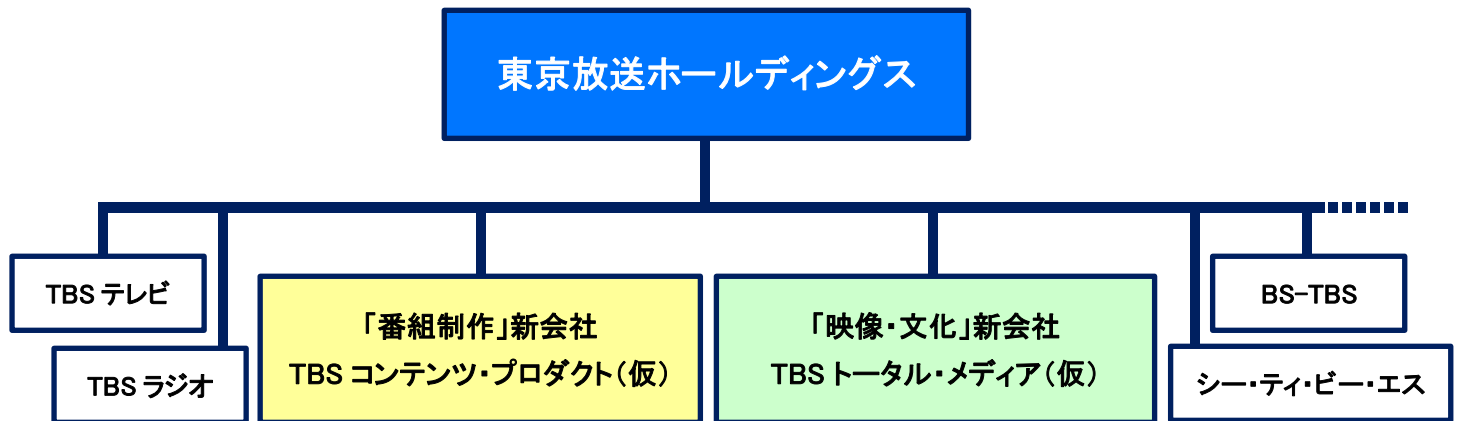 東京放送ホールディングス
TBS テレビ
TBS ラジオ
「番組制作」新会社
TBS コンテンツ・プロダクト(仮)
「映像・文化」新会社
TBS トータル・メディア(仮)
BS-TBS
シー・ティ・ビー・エス